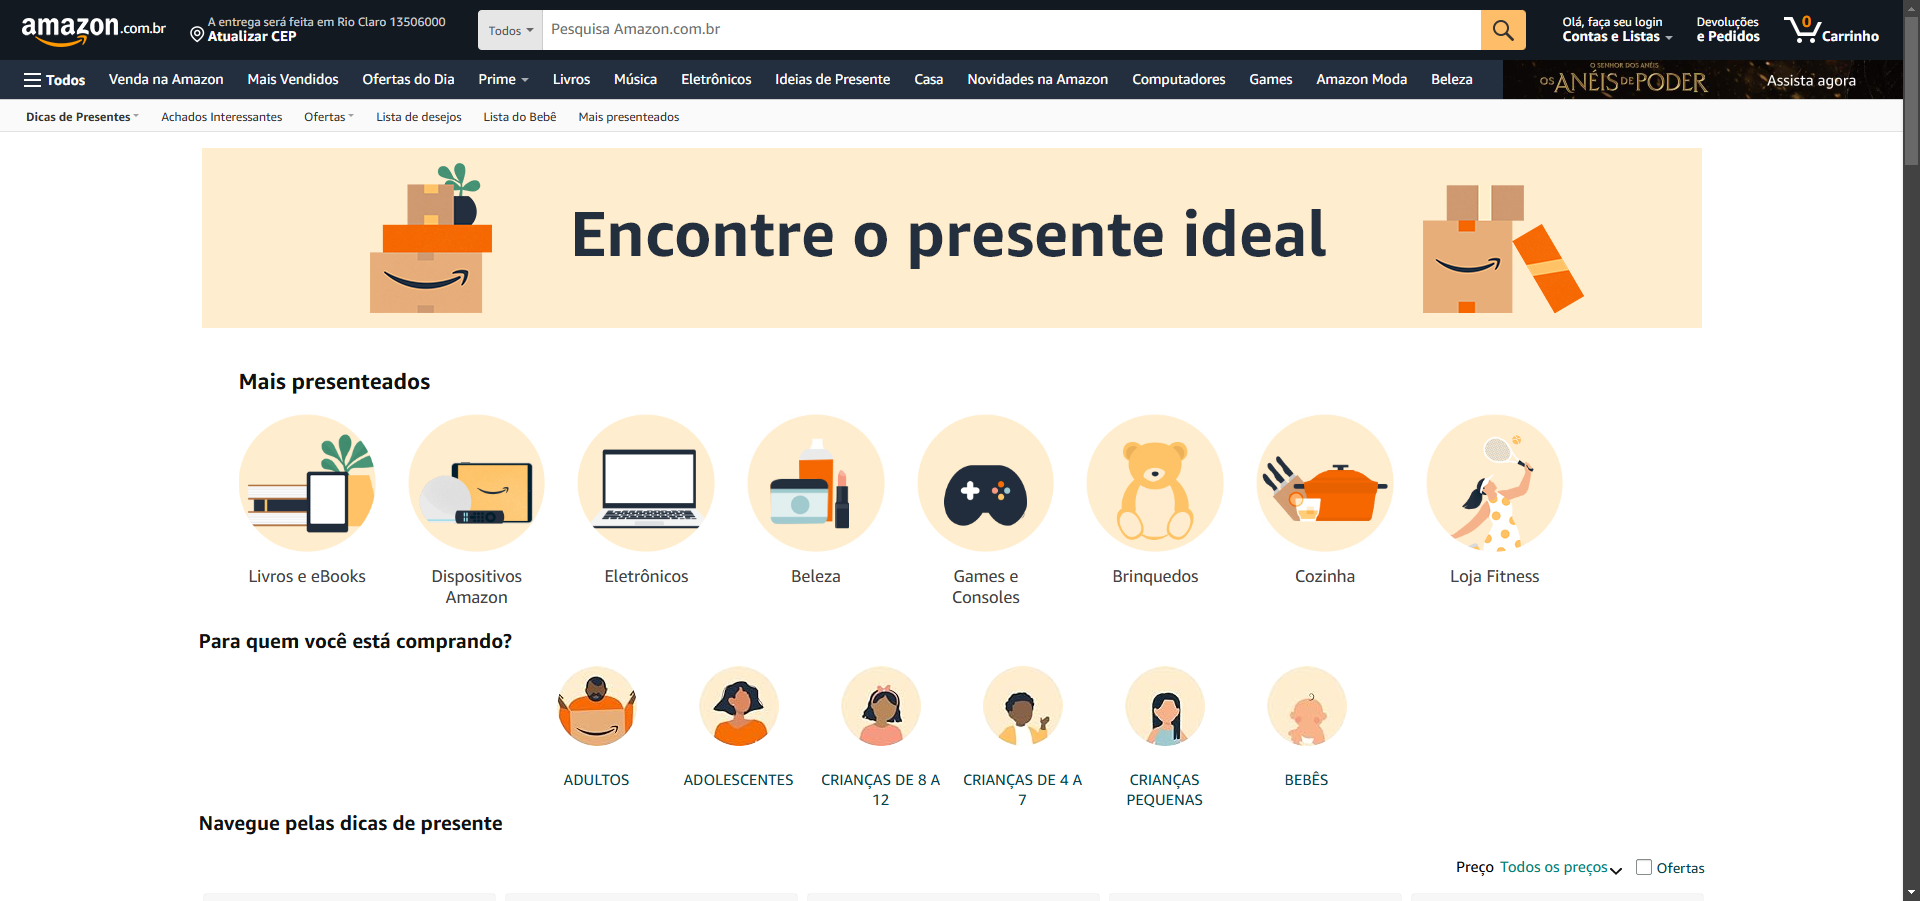 amazon.com.br
A entrega será feita em Rio Claro 13506000
Atualizar CEP
Todos
Pesquisa Amazon.com.br
Olá, faça seu login
Contas e Listas
Devoluções
e Pedidos
0
Carrinho
Todos
Venda na Amazon
Mais Vendidos
Ofertas do Dia
Prime
Livros
Música
Eletrônicos
Ideias de Presente
Casa
Novidades na Amazon
Computadores
Games
Amazon Moda
Beleza
O SENHOR DOS ANÉIS
OS ANÉIS DE PODER
Assista agora
Dicas de Presentes
Achados Interessantes
Ofertas
Lista de desejos
Lista do Bebê
Mais presenteados
Encontre o presente ideal
Mais presenteados
Livros e eBooks
Dispositivos
Amazon
Eletrônicos
Beleza
Games e
Consoles
Brinquedos
Cozinha
Loja Fitness
Para quem você está comprando?
ADULTOS
ADOLESCENTES
CRIANÇAS DE 8 A
12
CRIANÇAS DE 4 A
7
CRIANÇAS
PEQUENAS
BEBÊS
Navegue pelas dicas de presente
Preço Todos os preços
Ofertas